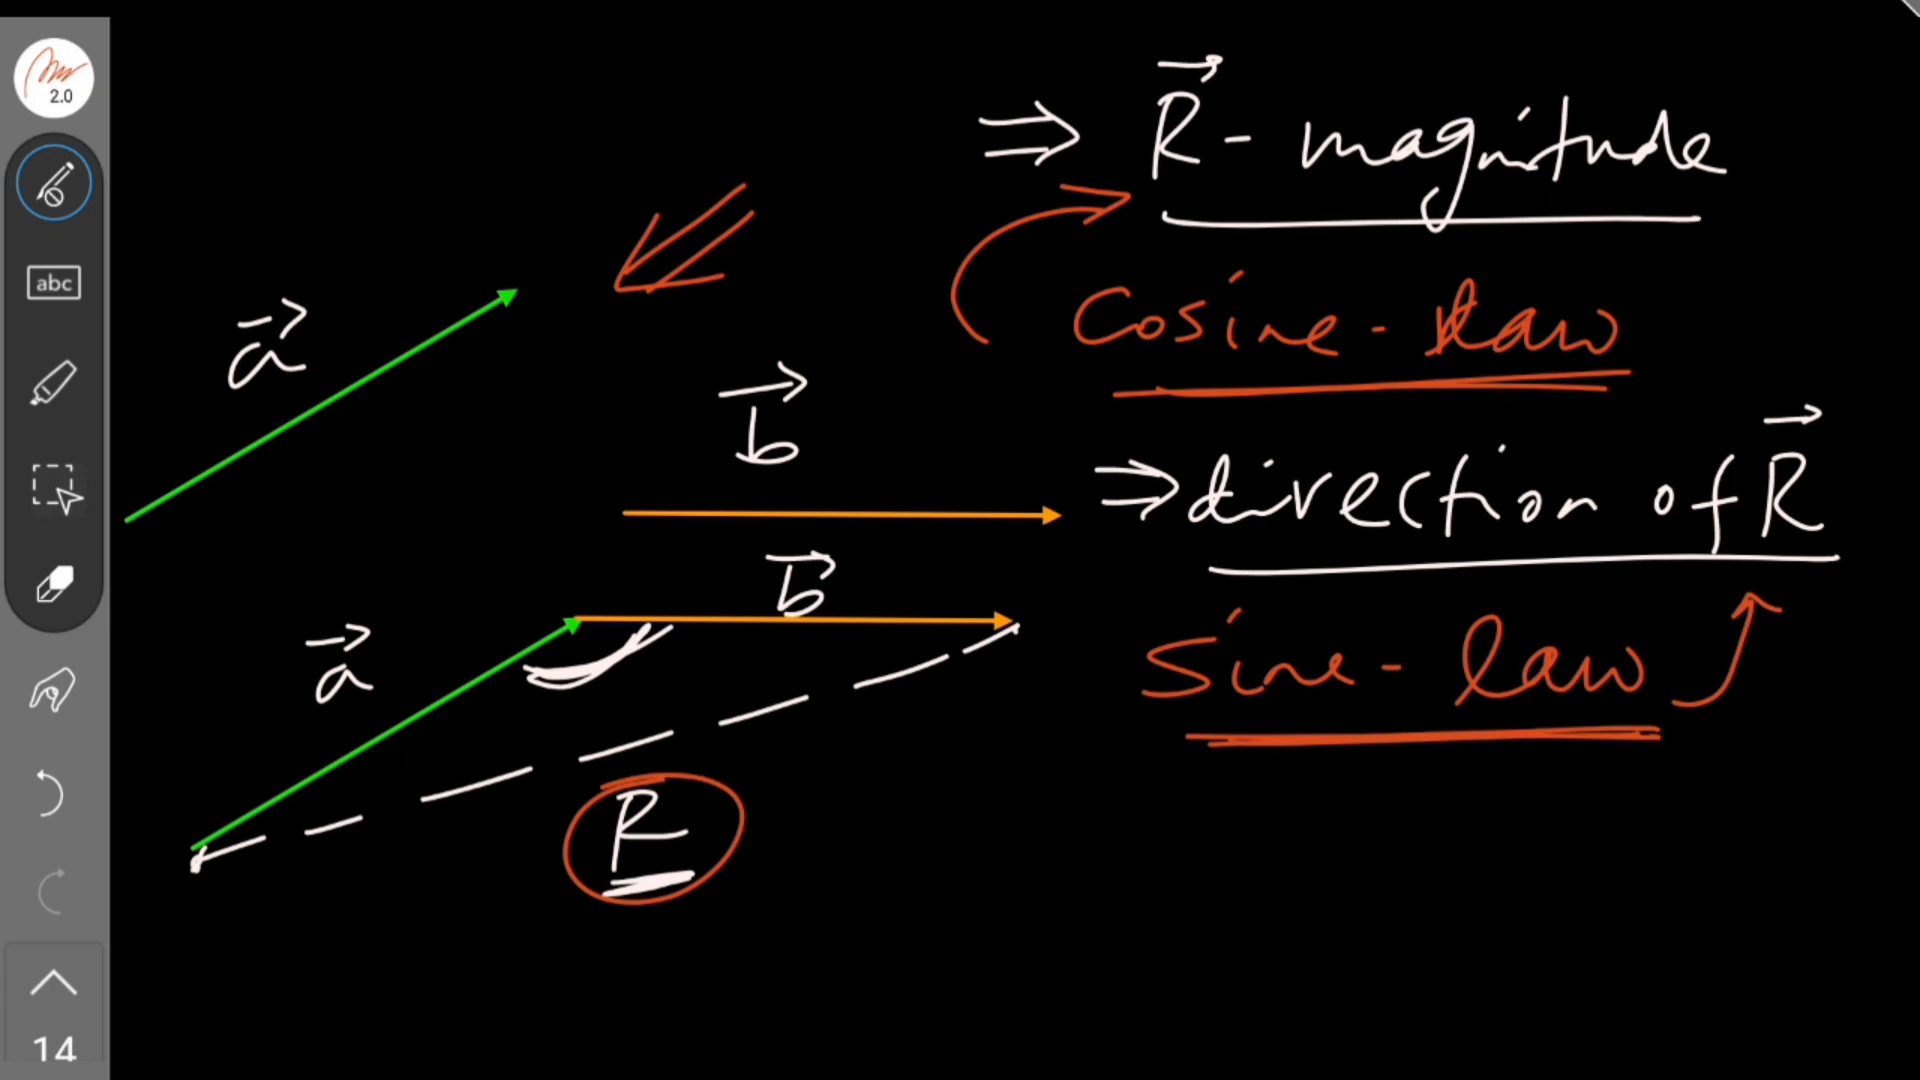 2.0
abc
14
a⃗
b⃗
a⃗
b⃗
R
⇒ R⃗ - magnitude
Cosine - law
⇒ direction of R⃗
Sine - law